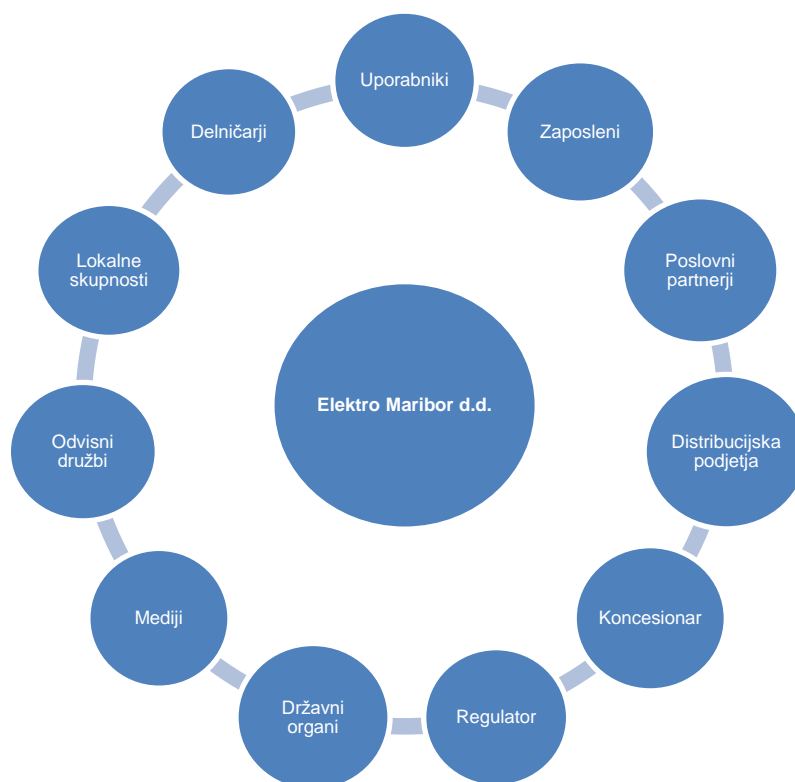 Uporabniki
Zaposleni
Poslovni
partnerji
Distribucijska
podjetja
Koncesionar
Regulator
Državni
organi
Mediji
Odvisni
družbi
Lokalne
skupnosti
Delničarji
Elektro Maribor d.d.